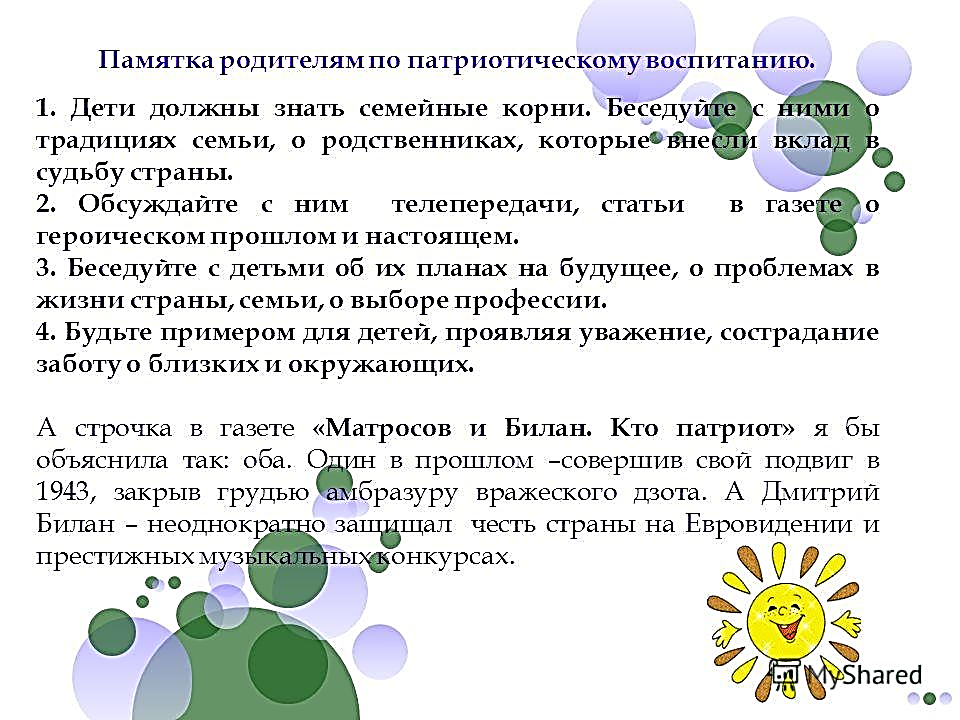 Памятка родителям по патриотическому воспитанию.
1. Дети должны знать семейные корни. Беседуйте с ними о
традициях семьи, о родственниках, которые внесли вклад в
судьбу страны.
2. Обсуждайте с ним телепередачи, статьи в газете о
героическом прошлом и настоящем.
3. Беседуйте с детьми об их планах на будущее, о проблемах в
жизни страны, семьи, о выборе профессии.
4. Будьте примером для детей, проявляя уважение, сострадание
заботу о близких и окружающих.
А строчка в газете «Матросов и Билан. Кто патриот» я бы
объяснила так: оба. Один в прошлом –совершив свой подвиг в
1943, закрыв грудью амбразуру вражеского дзота. А Дмитрий
Билан – неоднократно защищал честь страны на Евровидении и
престижных музыкальных конкурсах.
MyShared